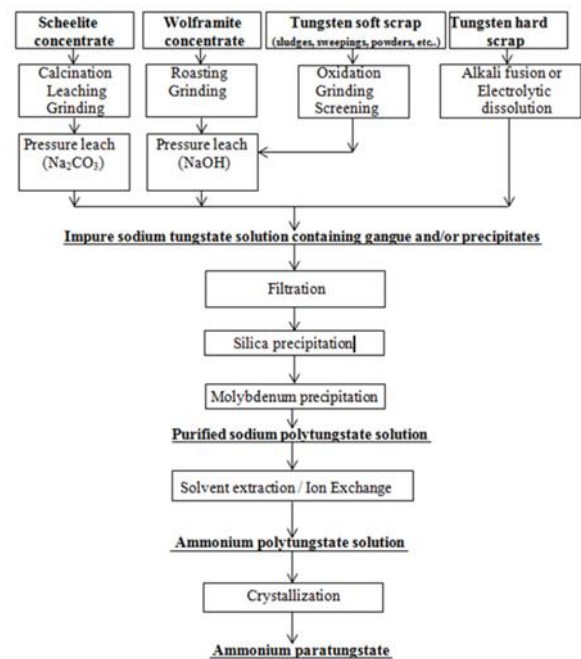 Scheelite
concentrate
Wolframite
concentrate
Tungsten soft scrap
(sludges, sweepings, powders, etc..)
Tungsten hard
scrap
Calcination
Leaching
Grinding
Roasting
Grinding
Oxidation
Grinding
Screening
Alkali fusion or
Electrolytic
dissolution
Pressure leach
(Na₂CO₃)
Pressure leach
(NaOH)
Impure sodium tungstate solution containing gangue and/or precipitates
Filtration
Silica precipitation
Molybdenum precipitation
Purified sodium polytungstate solution
Solvent extraction / Ion Exchange
Ammonium polytungstate solution
Crystallization
Ammonium paratungstate